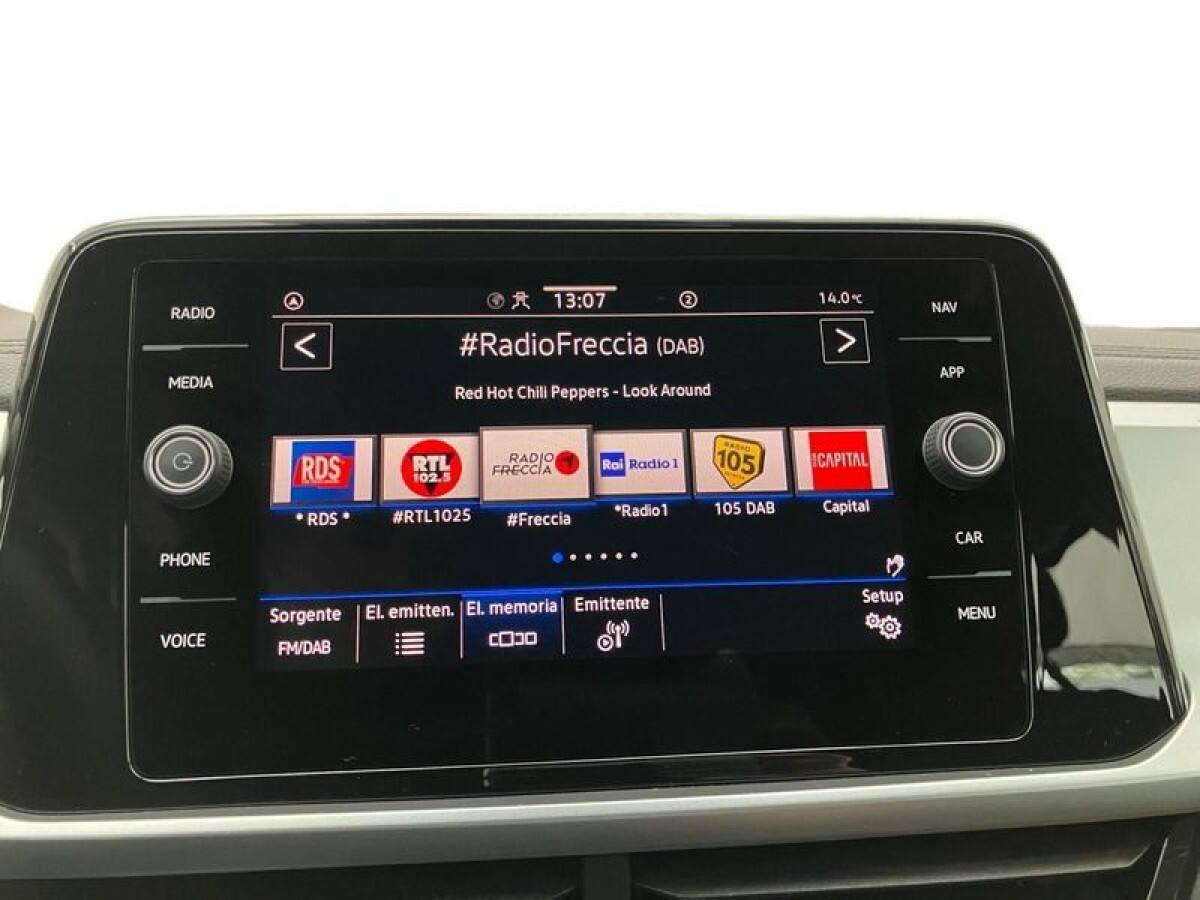 RADIO
MEDIA
PHONE
VOICE
13:07
2
14.0°C
<
#RadioFreccia (DAB)
>
Red Hot Chili Peppers - Look Around
RDS
RTL
102.5
RADIO
FRECCIA
Rai Radio 1
RADIO
105
CAPITAL
* RDS *
#RTL1025
#Freccia
*Radio1
105 DAB
Capital
Sorgente
FM/DAB
El. emitten.
El. memoria
Emittente
Setup
NAV
APP
CAR
MENU